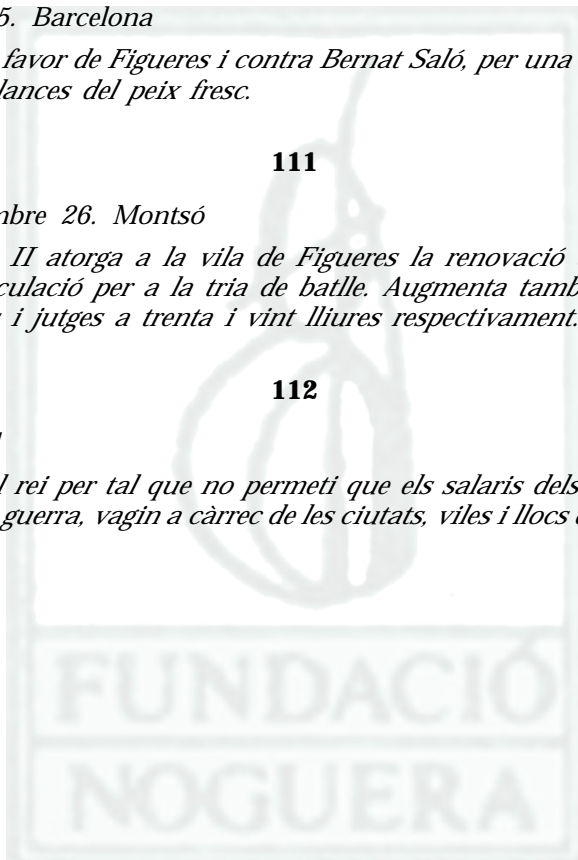 5. Barcelona
favor de Figueres i contra Bernat Saló, per una
lances del peix fresc.
111
mbre 26. Montsó
II atorga a la vila de Figueres la renovació
culació per a la tria de batlle. Augmenta tamb
i jutges a trenta i vint lliures respectivament.
112
l rei per tal que no permeti que els salaris dels
guerra, vagin a càrrec de les ciutats, viles i llocs
FUNDACIÓ
NOGUERA